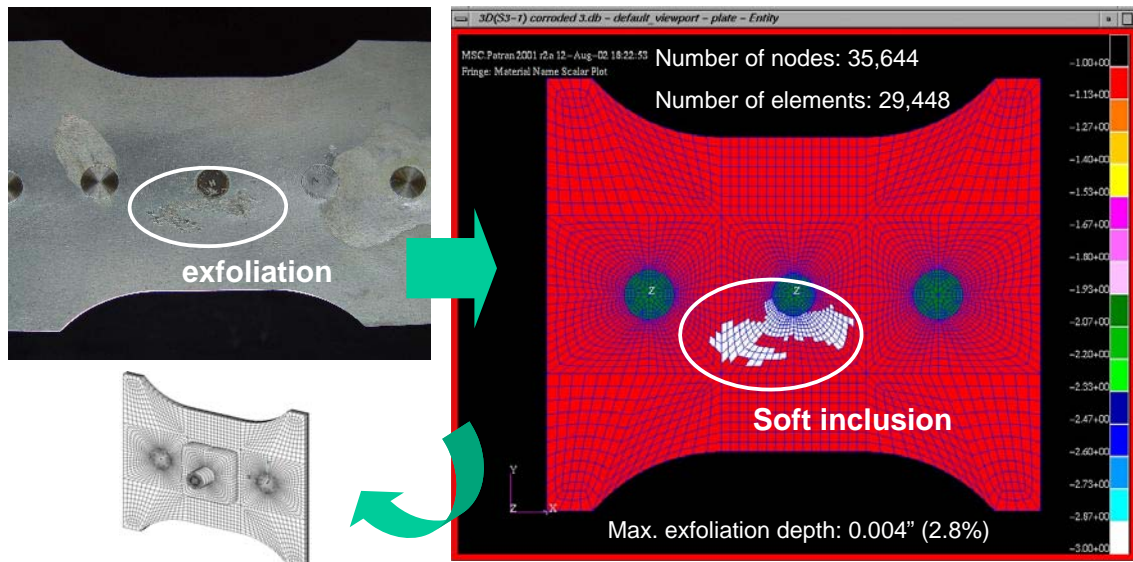 3D(S3-1) corroded 3.db - default_viewport - plate - Entity
MSC.Patran 2001 r2a 12-Aug-02 18:22:53
Fringe: Material Name Scalar Plot
Number of nodes: 35,644
Number of elements: 29,448
-1.00+00
-1.13+00
-1.27+00
-1.40+00
-1.53+00
-1.67+00
-1.80+00
-1.93+00
-2.07+00
-2.20+00
-2.33+00
-2.47+00
-2.60+00
-2.73+00
-2.87+00
-3.00+00
exfoliation
Z
Z
Z
Soft inclusion
Y
Z
X
Max. exfoliation depth: 0.004” (2.8%)